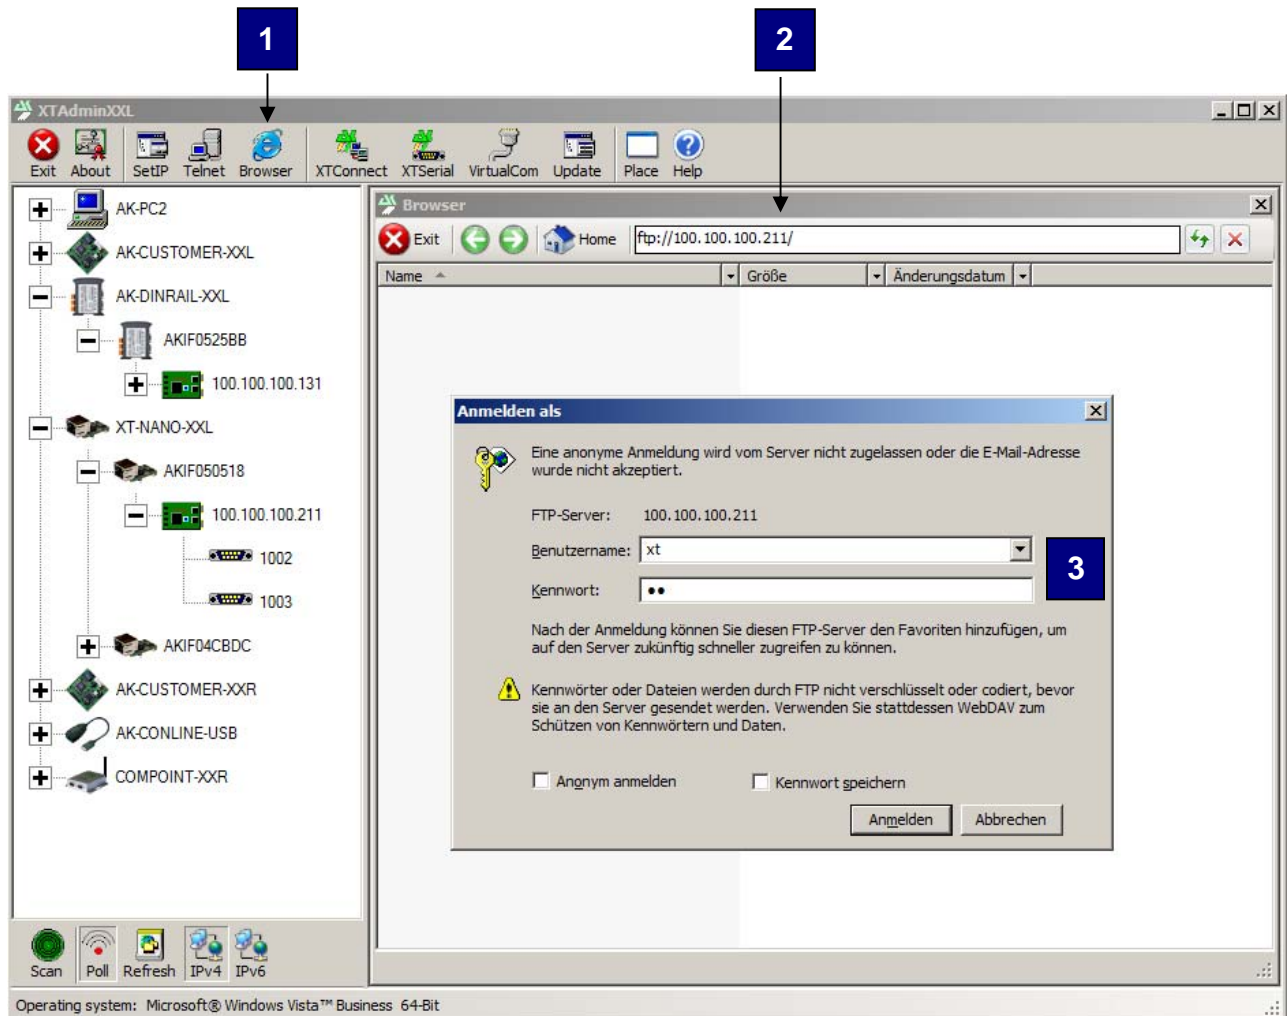 1
2
XTAdminXXL
Exit About SetIP Telnet Browser XTConnect XTSerial VirtualCom Update Place Help
AK-PC2
AK-CUSTOMER-XXL
AK-DINRAIL-XXL
AKIF0525BB
100.100.100.131
XT-NANO-XXL
AKIF050518
100.100.100.211
1002
1003
AKIF04CBDC
AK-CUSTOMER-XXR
AK-CONLINE-USB
COMPOINT-XXR
Scan Poll Refresh IPv4 IPv6
Browser
Exit Home ftp://100.100.100.211/
Name Größe Änderungsdatum
Anmelden als
Eine anonyme Anmeldung wird vom Server nicht zugelassen oder die E-Mail-Adresse
wurde nicht akzeptiert.
FTP-Server: 100.100.100.211
Benutzername: xt
Kennwort: ••
3
Nach der Anmeldung können Sie diesen FTP-Server den Favoriten hinzufügen, um
auf den Server zukünftig schneller zugreifen zu können.
Kennwörter oder Dateien werden durch FTP nicht verschlüsselt oder codiert, bevor
sie an den Server gesendet werden. Verwenden Sie stattdessen WebDAV zum
Schützen von Kennwörtern und Daten.
Anonym anmelden Kennwort speichern
Anmelden Abbrechen
Operating system: Microsoft® Windows Vista™ Business 64-Bit